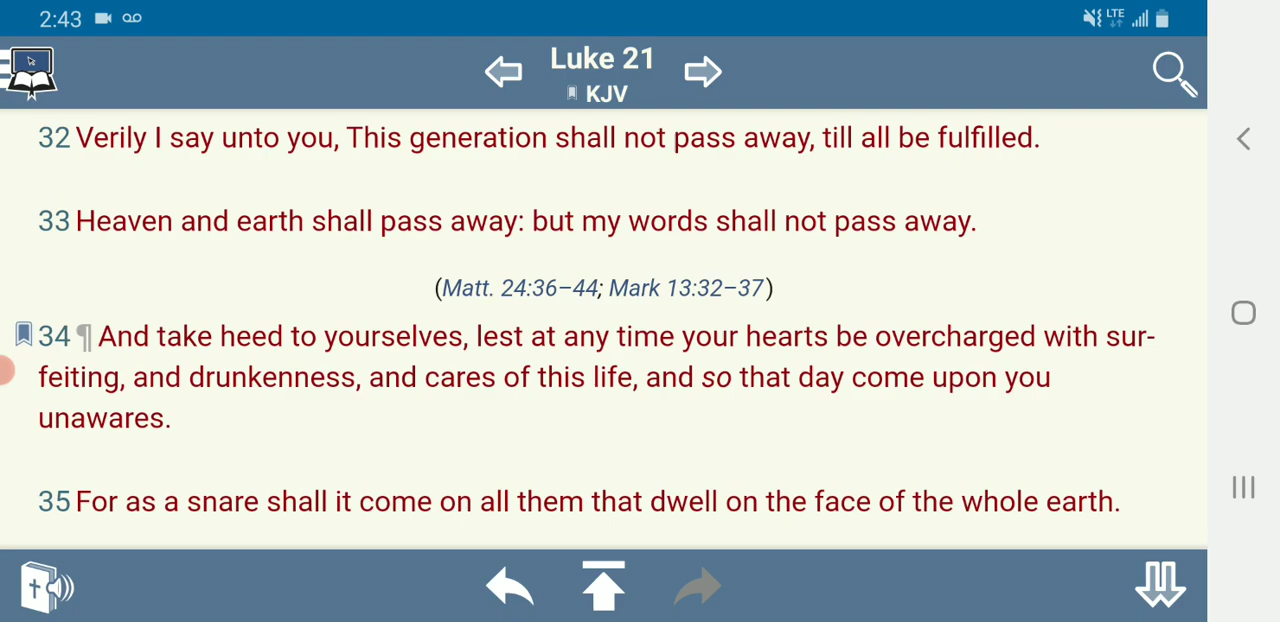 2:43
LTE
Luke 21
KJV
32 Verily I say unto you, This generation shall not pass away, till all be fulfilled.
33 Heaven and earth shall pass away: but my words shall not pass away.
(Matt. 24:36–44; Mark 13:32–37)
34 ¶ And take heed to yourselves, lest at any time your hearts be overcharged with sur-
feiting, and drunkenness, and cares of this life, and so that day come upon you
unawares.
35 For as a snare shall it come on all them that dwell on the face of the whole earth.